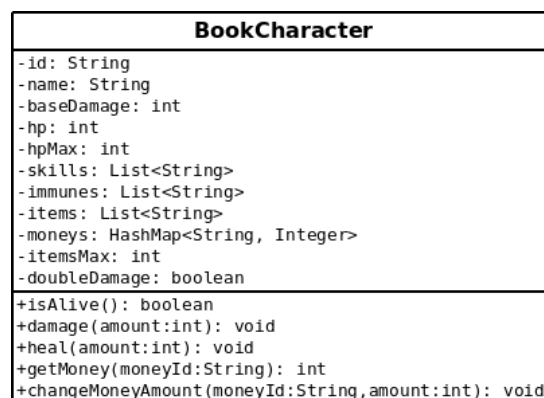 BookCharacter
-id: String
-name: String
-baseDamage: int
-hp: int
-hpMax: int
-skills: List<String>
-immunes: List<String>
-items: List<String>
-moneys: HashMap<String, Integer>
-itemsMax: int
-doubleDamage: boolean
+isAlive(): boolean
+damage(amount:int): void
+heal(amount:int): void
+getMoney(moneyId:String): int
+changeMoneyAmount(moneyId:String,amount:int): void